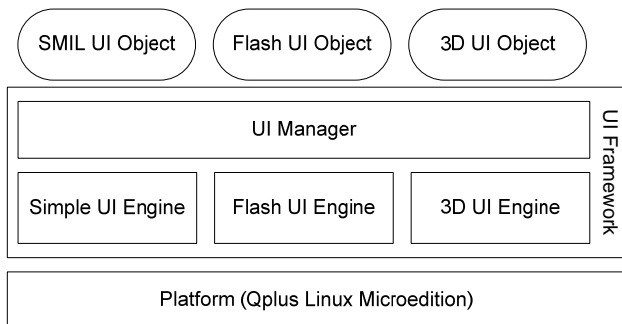 SMIL UI Object
Flash UI Object
3D UI Object
UI Manager
UI Framework
Simple UI Engine
Flash UI Engine
3D UI Engine
Platform (Qplus Linux Microedition)